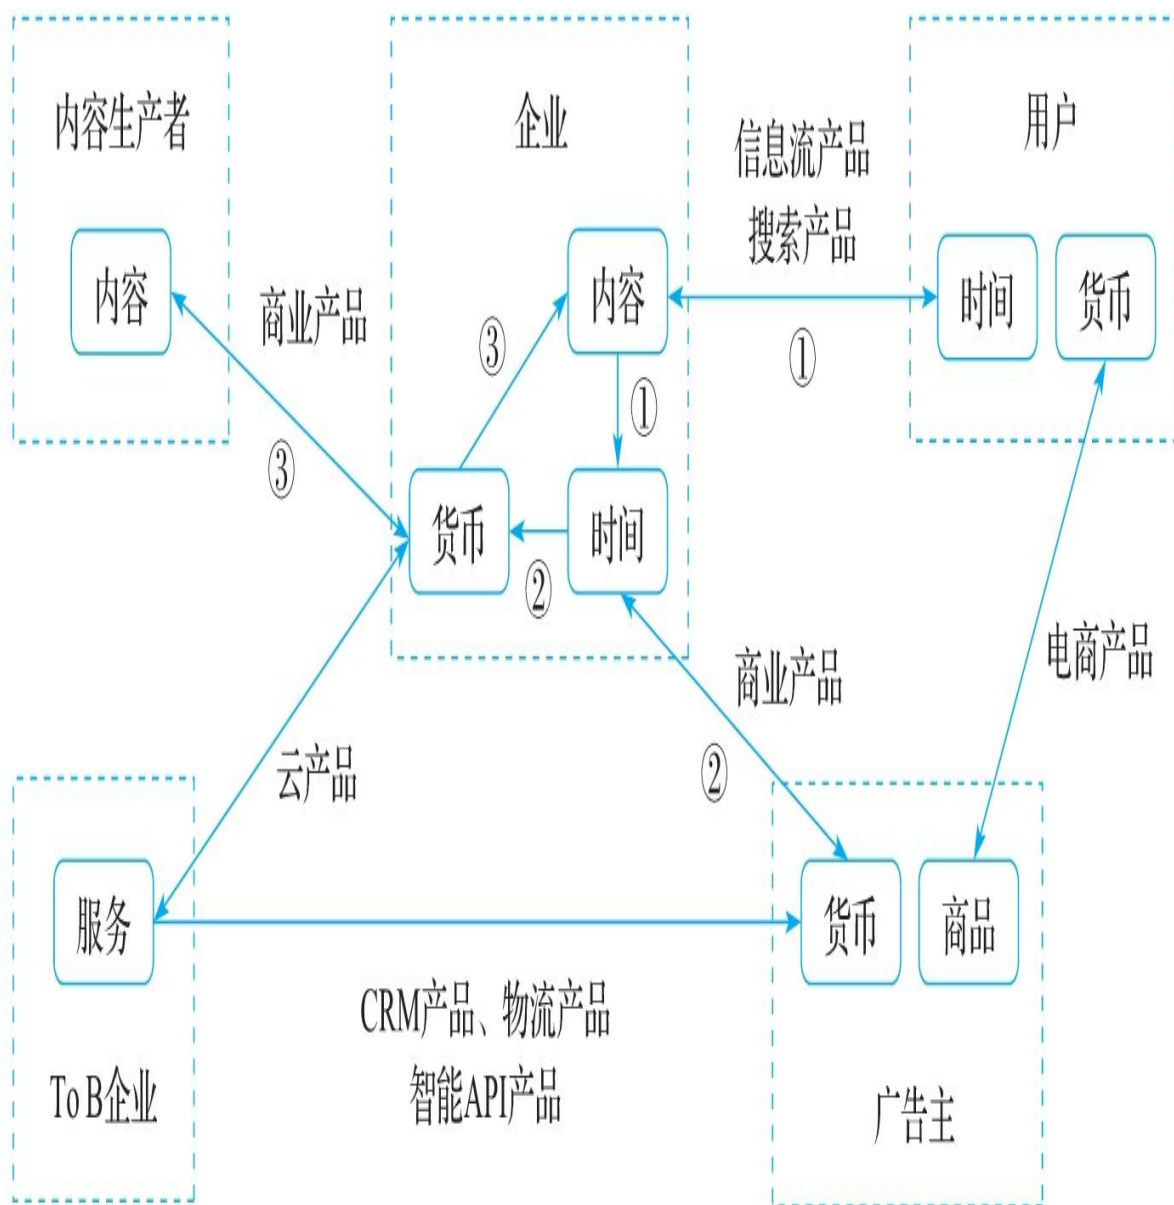 内容生产者
企业
用户
信息流产品
搜索产品
内容
商业产品
③
③
内容
①
①
时间
货币
货币
②
时间
商业产品
②
电商产品
云产品
服务
To B企业
CRM产品、物流产品
智能API产品
货币
商品
广告主